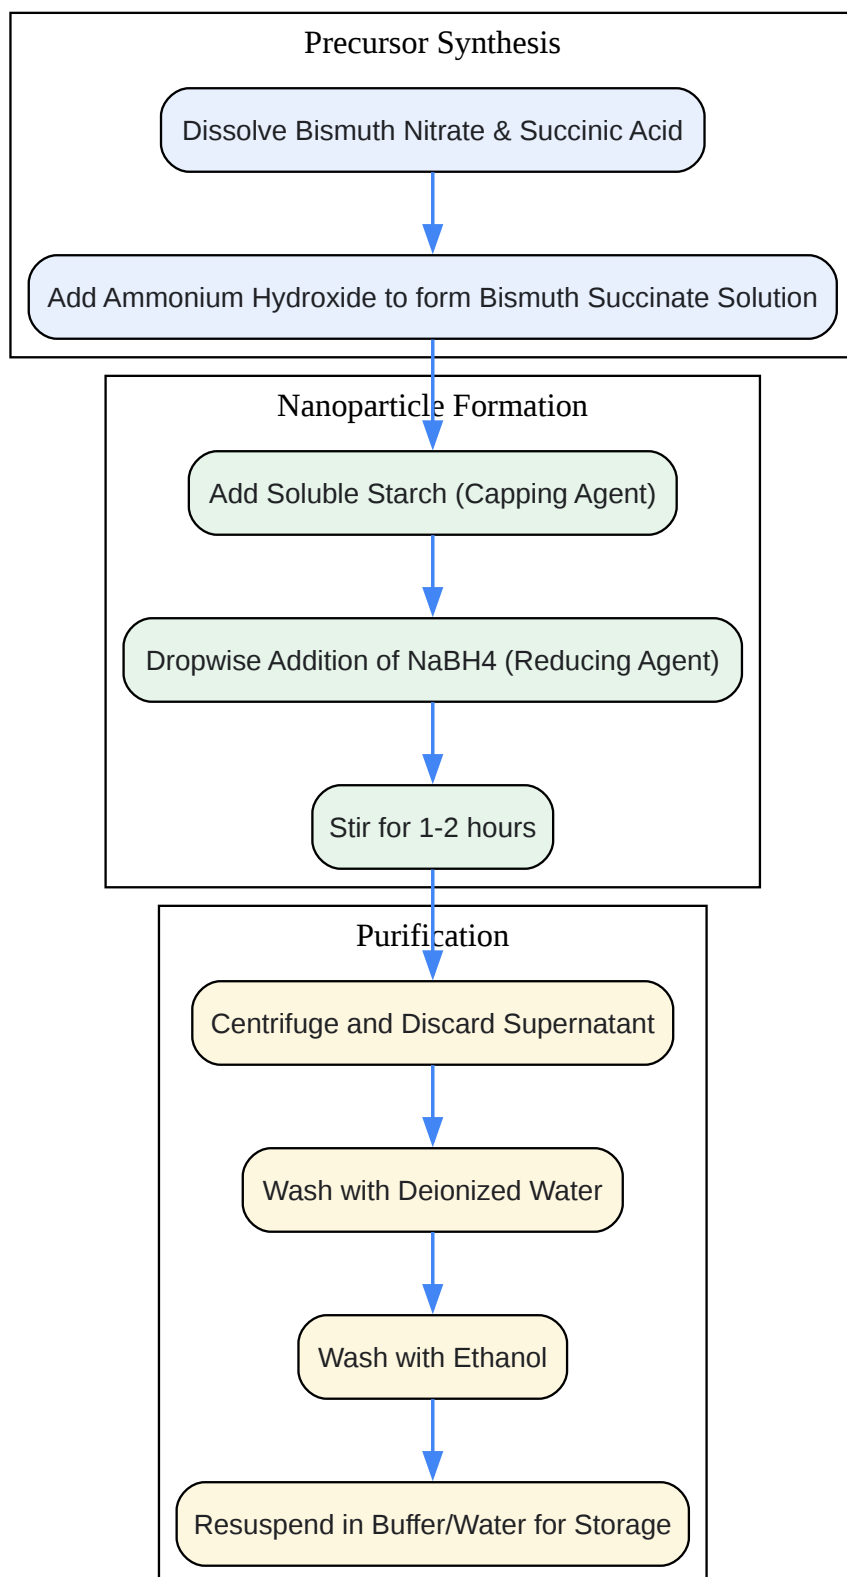 Precursor Synthesis
Dissolve Bismuth Nitrate & Succinic Acid
Add Ammonium Hydroxide to form Bismuth Succinate Solution
Nanoparticle Formation
Add Soluble Starch (Capping Agent)
Dropwise Addition of NaBH4 (Reducing Agent)
Stir for 1-2 hours
Purification
Centrifuge and Discard Supernatant
Wash with Deionized Water
Wash with Ethanol
Resuspend in Buffer/Water for Storage